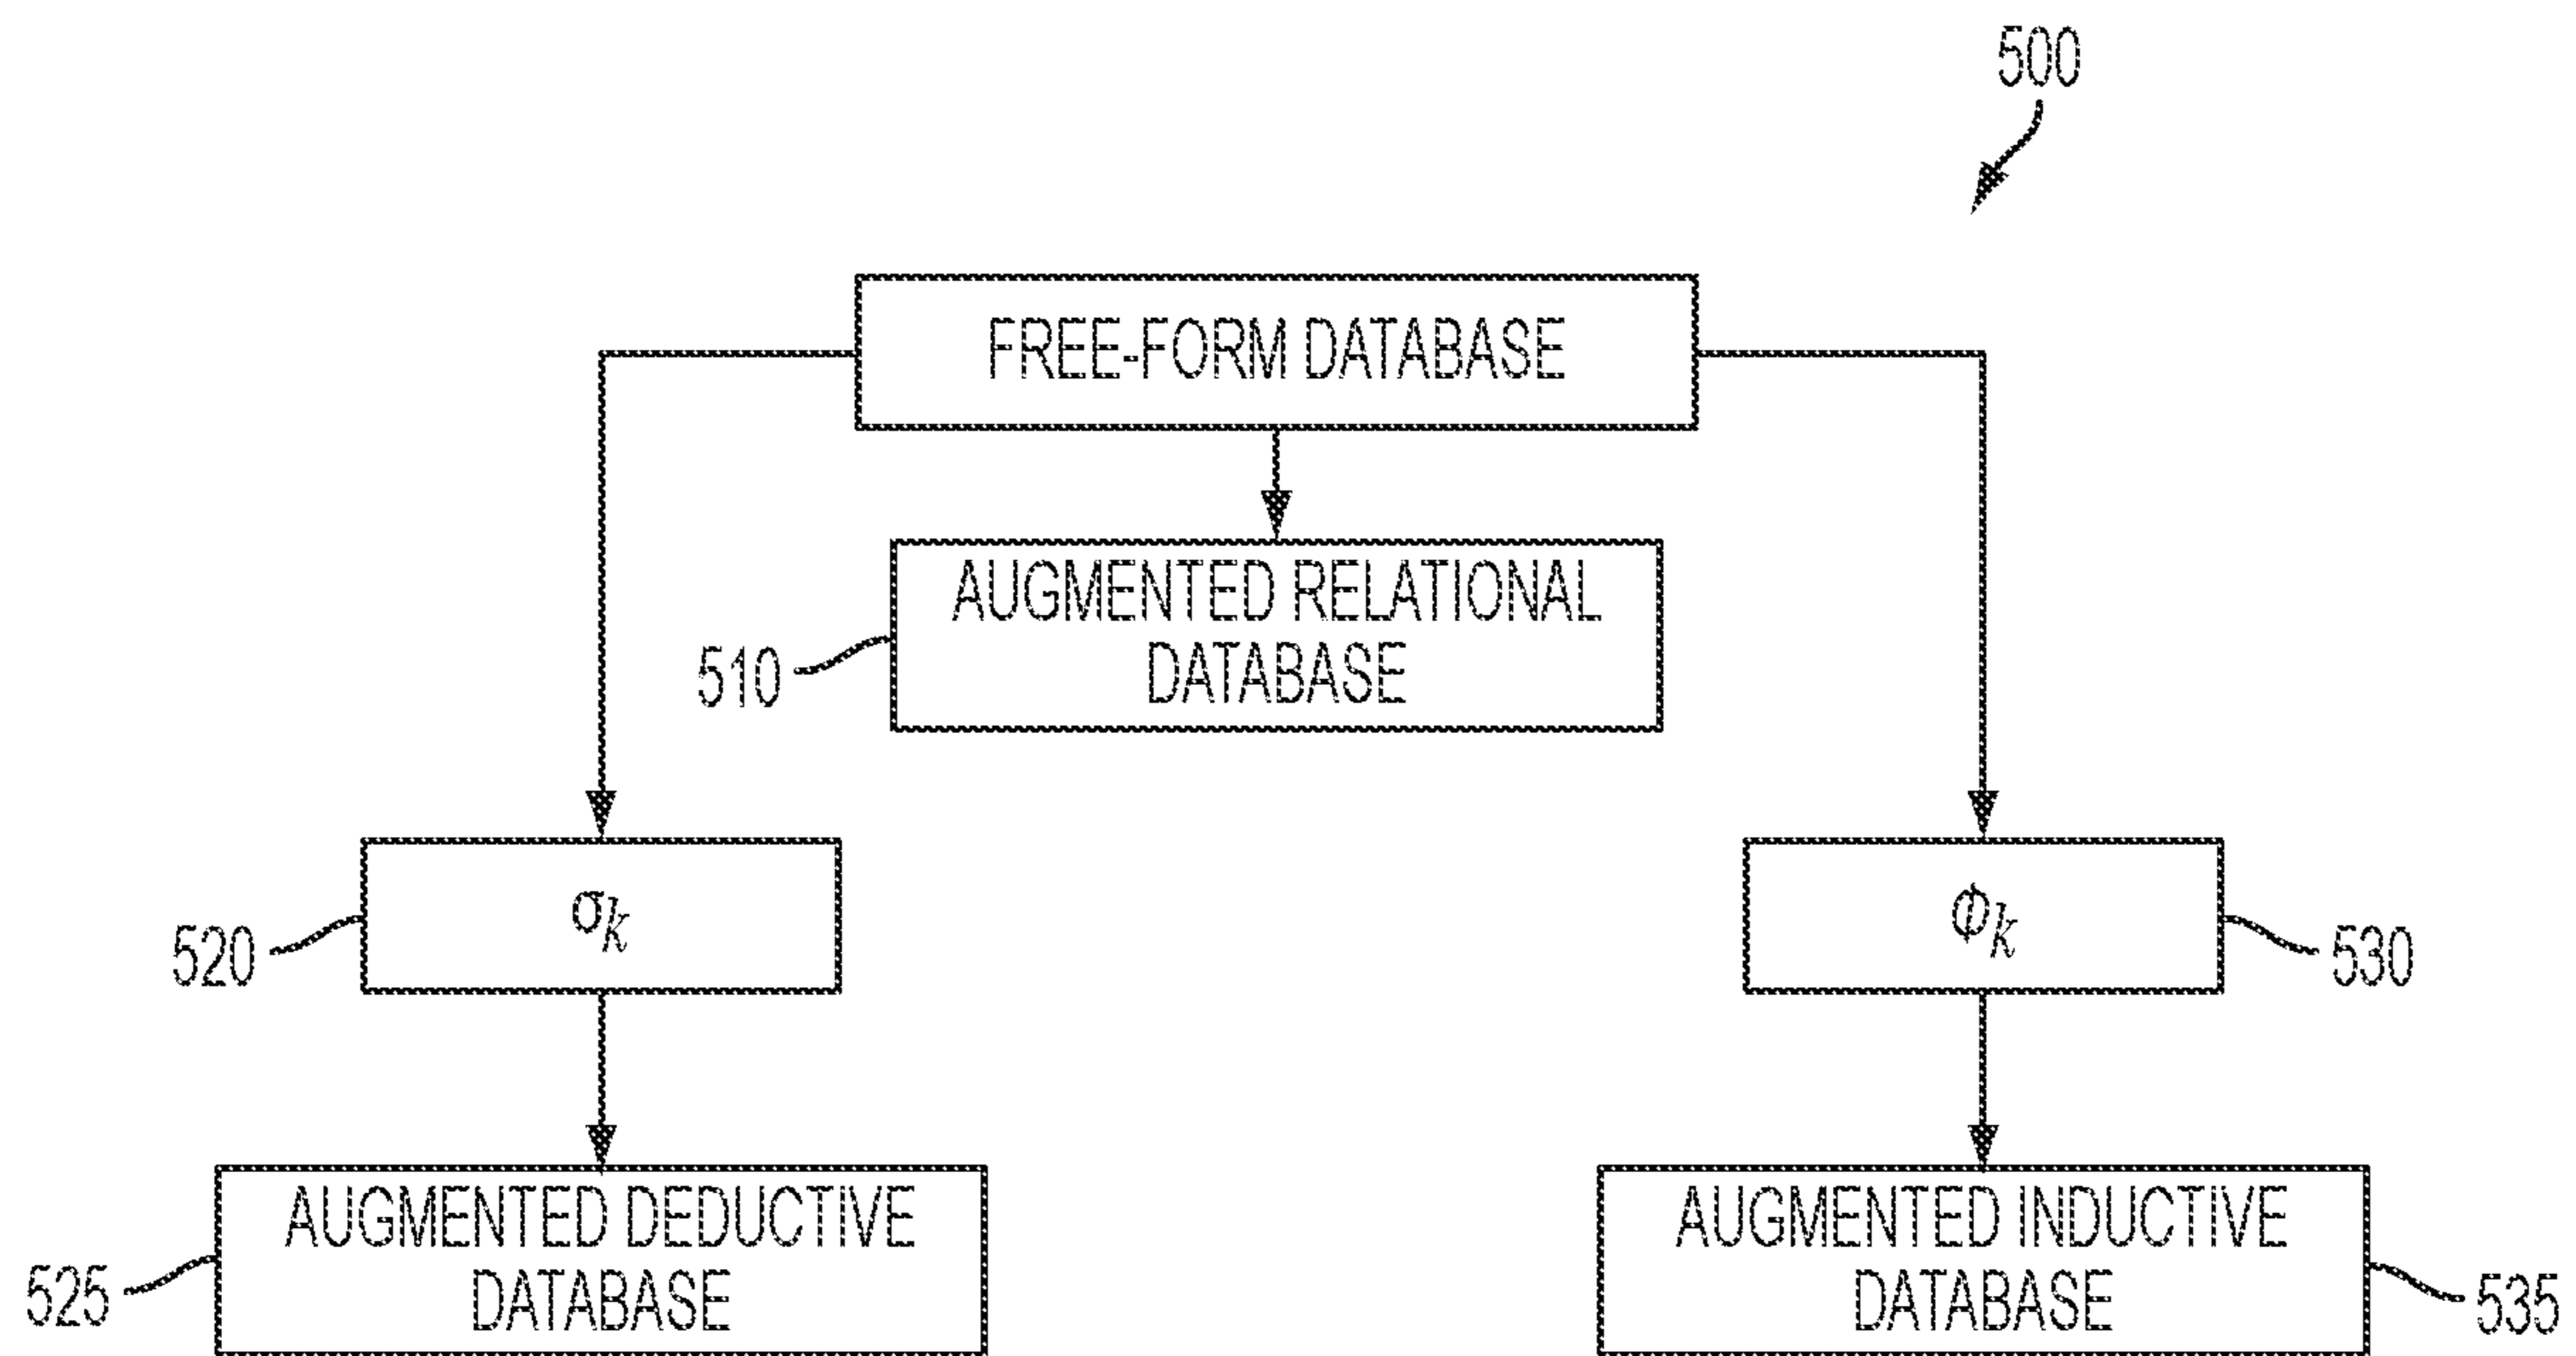 500
FREE-FORM DATABASE
AUGMENTED RELATIONAL
DATABASE
510
σk
520
ϕk
530
AUGMENTED DEDUCTIVE
DATABASE
525
AUGMENTED INDUCTIVE
DATABASE
535